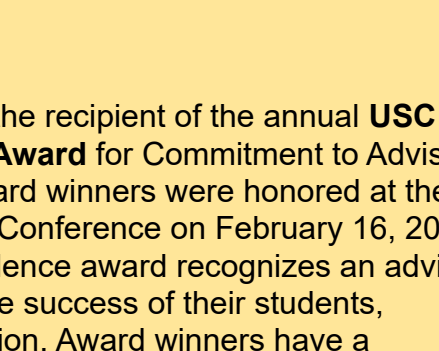 he recipient of the annual USC
Award for Commitment to Advis
ard winners were honored at the
Conference on February 16, 20
lence award recognizes an advi
e success of their students,
ion. Award winners have a